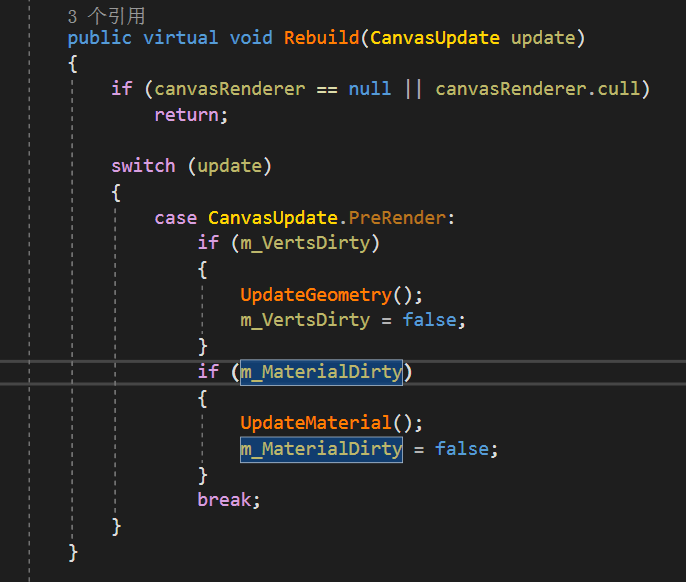 3 个引用
public virtual void Rebuild(CanvasUpdate update)
{
if (canvasRenderer == null || canvasRenderer.cull)
return;
switch (update)
{
case CanvasUpdate.PreRender:
if (m_VertsDirty)
{
UpdateGeometry();
m_VertsDirty = false;
}
if (m_MaterialDirty)
{
UpdateMaterial();
m_MaterialDirty = false;
}
break;
}
}